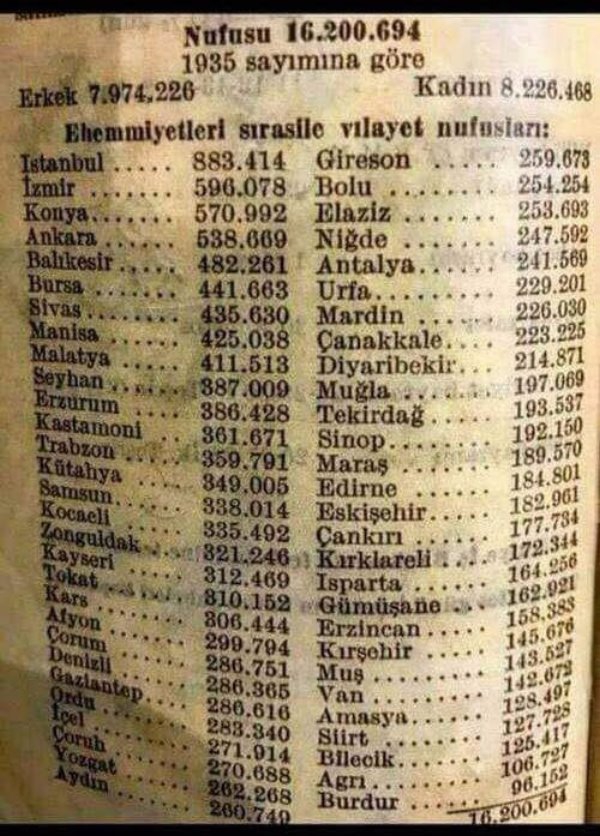 Nufusu 16.200.694
1935 sayımına göre
Erkek 7.974.226 Kadın 8.226.468
Ehemmiyetleri sırasile vilayet nufusları:
Istanbul ..... 883.414
İzmir ....... 596.078
Konya....... 570.992
Ankara ...... 538.669
Balıkesir..... 482.261
Bursa ....... 441.663
Sivas........ 435.630
Manisa ...... 425.038
Malatya ..... 411.513
Seyhan ...... 387.009
Erzurum .... 386.428
Kastamoni .. 361.671
Trabzon ..... 359.791
Kütahya .... 349.005
Samsun..... 338.014
Kocaeli ..... 335.492
Zonguldak.. 321.246
Kayseri ..... 312.469
Tokat ....... 310.152
Kars ........ 306.444
Afyon ....... 299.794
Çorum ...... 286.751
Denizli ...... 286.365
Gaziantep... 286.616
Ordu ....... 283.340
İçel ........ 271.914
Çoruh ...... 270.688
Yozgat ..... 262.268
Aydın ...... 260.749
Gireson ..... 259.673
Bolu ........ 254.254
Elaziz ....... 253.693
Niğde ....... 247.592
Antalya...... 241.569
Urfa......... 229.201
Mardin ...... 226.030
Çanakkale.... 223.225
Diyaribekir... 214.871
Muğla ....... 197.069
Tekirdağ .... 193.537
Sinop........ 192.150
Maraş ....... 189.570
Edirne ...... 184.801
Eskişehir.... 182.961
Çankırı ..... 177.734
Kırklareli ... 172.344
Isparta ...... 164.256
Gümüşane .. 162.921
Erzincan ..... 158.383
Kırşehir ..... 145.676
Muş ........ 143.527
Van ........ 142.672
Amasya..... 128.497
Siirt ........ 127.728
Bilecik ...... 125.417
Ağrı ........ 106.727
Burdur ..... 96.152
16.200.694